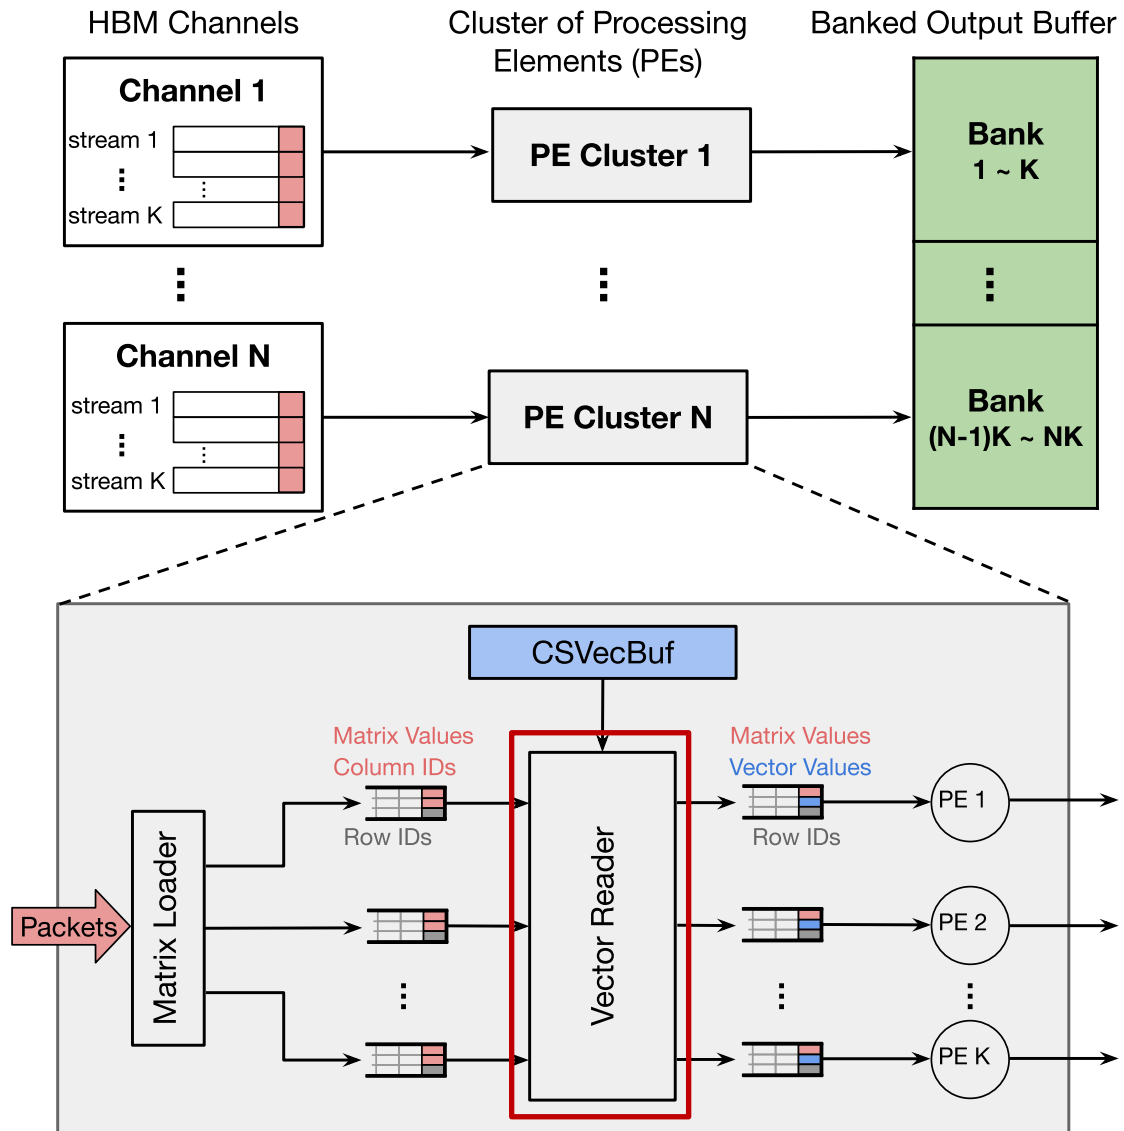 HBM Channels
Cluster of Processing
Elements (PEs)
Banked Output Buffer
Channel 1
stream 1
stream K
PE Cluster 1
Bank
1 ~ K
Channel N
stream 1
stream K
PE Cluster N
Bank
(N-1)K ~ NK
CSVecBuf
Matrix Values
Column IDs
Row IDs
Matrix Values
Vector Values
Row IDs
Packets
Matrix Loader
Vector Reader
PE 1
PE 2
PE K